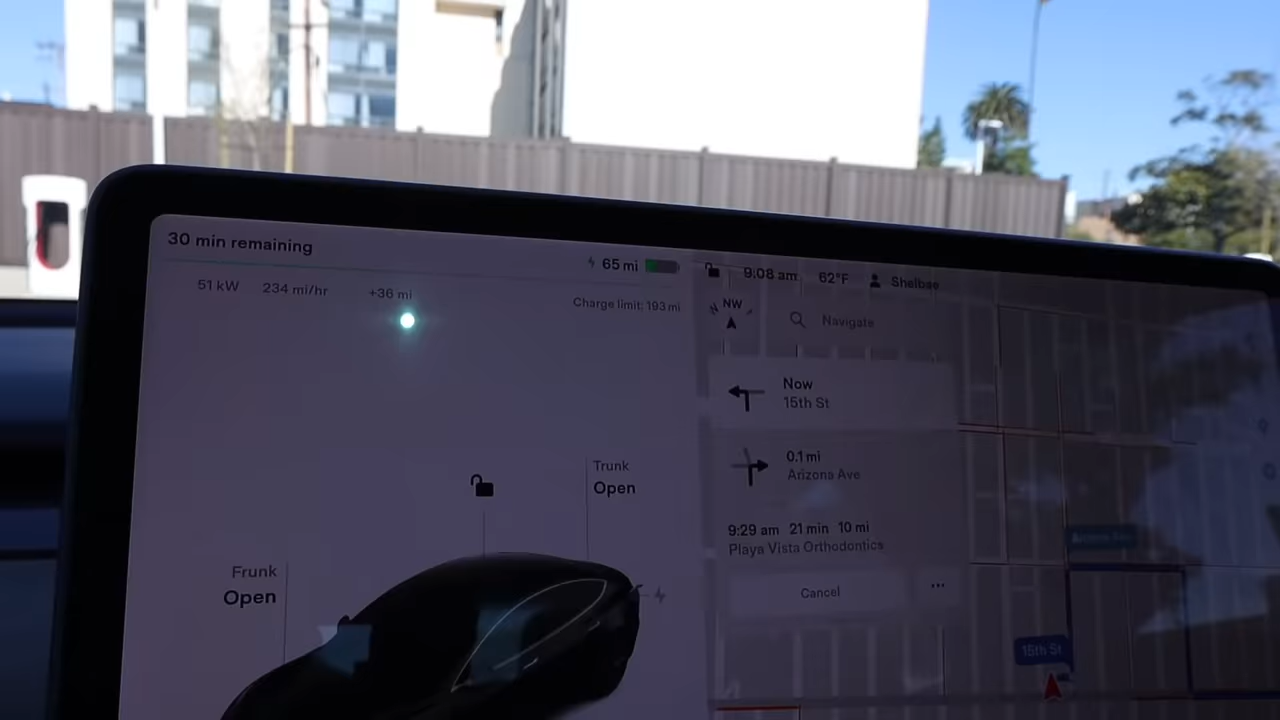 30 min remaining
65 mi
51 kW 234 mi/hr +36 mi
Charge limit: 193 mi
Trunk
Open
Frunk
Open
9:08 am 62°F Shelbae
NW
Navigate
Now
15th St
0.1 mi
Arizona Ave
9:29 am 21 min 10 mi
Playa Vista Orthodontics
Cancel
Arizona Ave
15th St